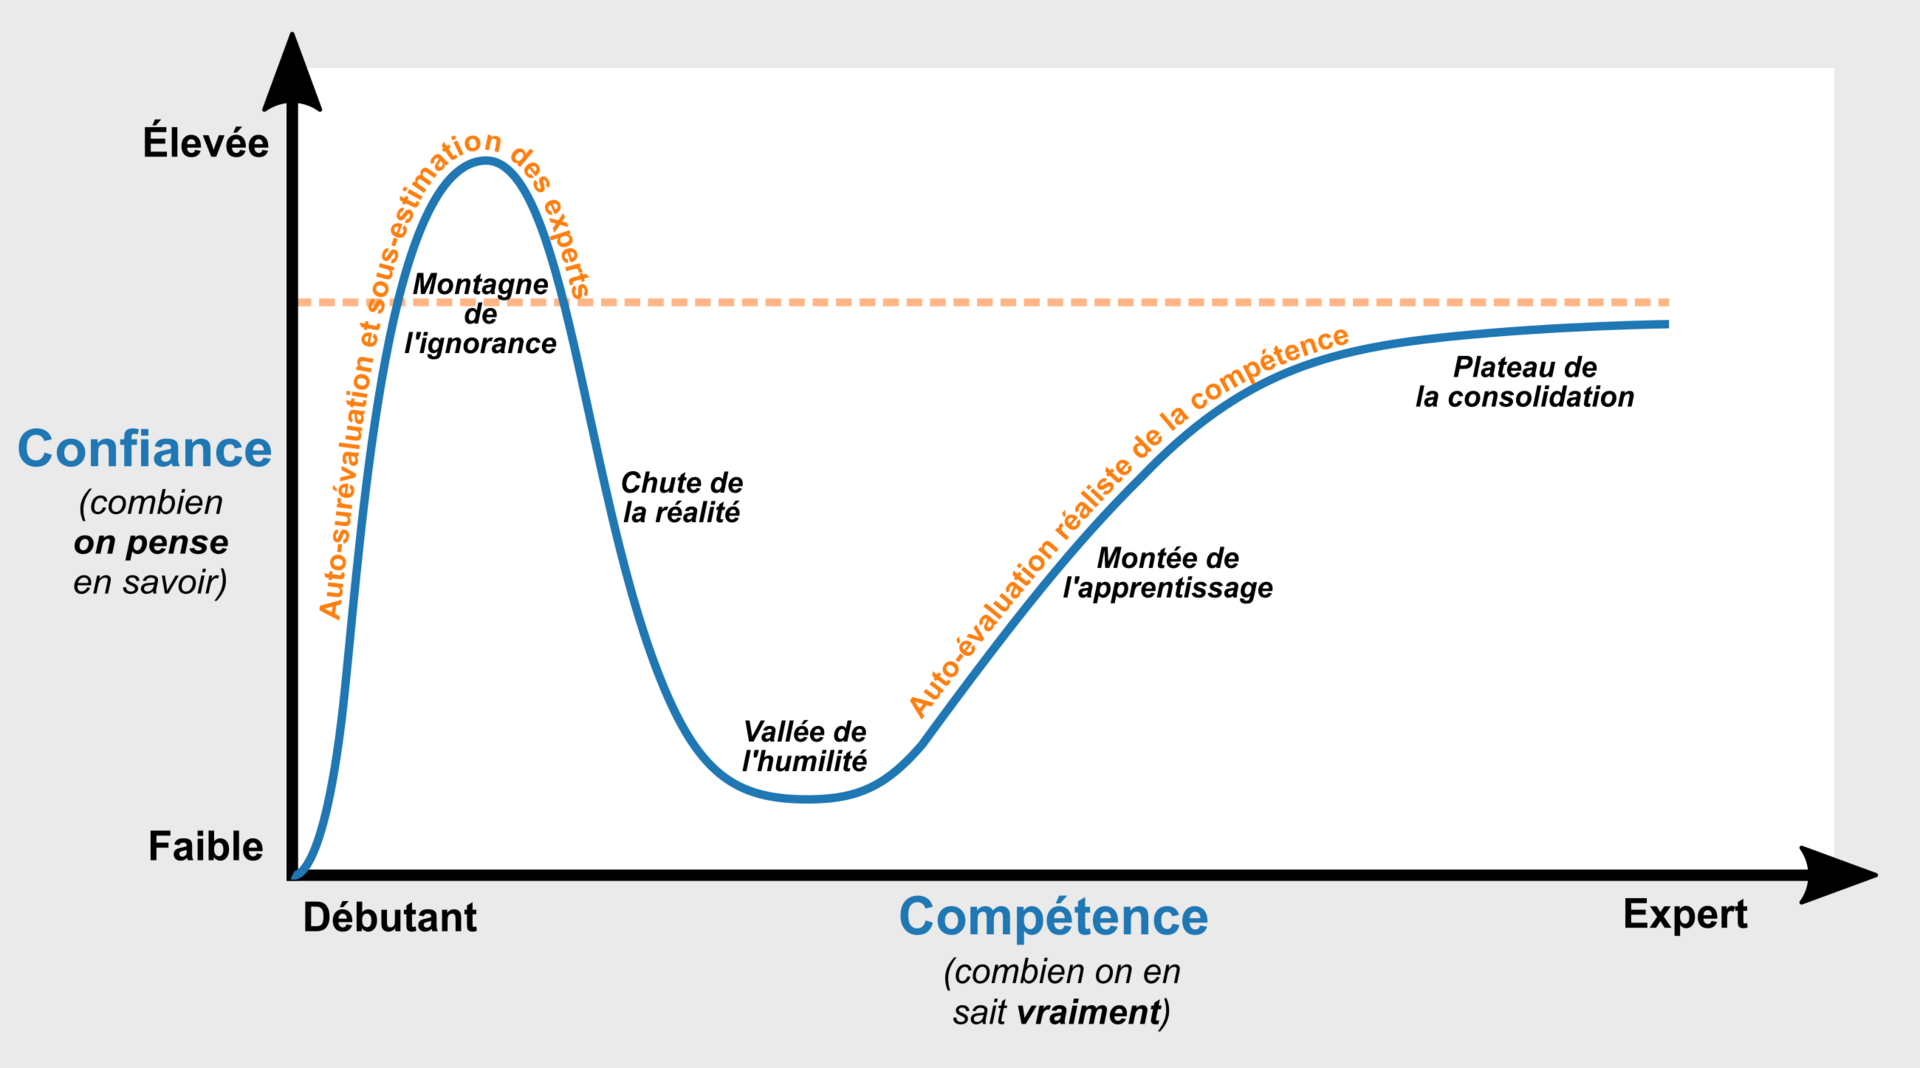 Élevée
Auto-surévaluation et sous-estimation des experts
Montagne
de
l'ignorance
Auto-évaluation réaliste de la compétence
Plateau de
la consolidation
Confiance
(combien
on pense
en savoir)
Chute de
la réalité
Montée de
l'apprentissage
Vallée de
l'humilité
Faible
Débutant
Compétence
Expert
(combien on en
sait vraiment)